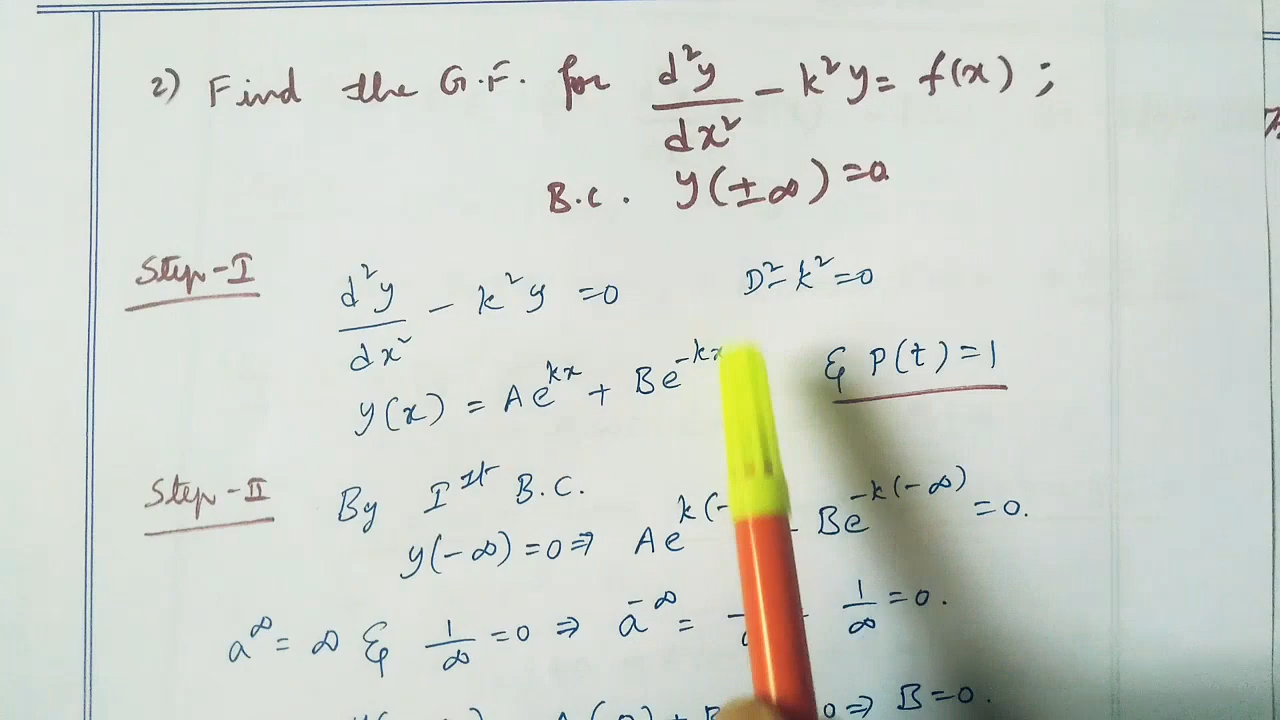 2) Find the G.F. for d²y/dx² - k²y = f(x) ;
B.C. y(±∞) = 0
Step-I d²y/dx² - k²y = 0 D² - k² = 0
y(x) = Ae^kx + Be^-kx & P(t) = 1
Step-II By Ist B.C.
y(-∞) = 0 ⇒ Ae^k(- Be^-k(-∞) = 0.
a^∞ = ∞ & 1/∞ = 0 ⇒ a^-∞ = 1/∞ = 0.
0 ⇒ B = 0.